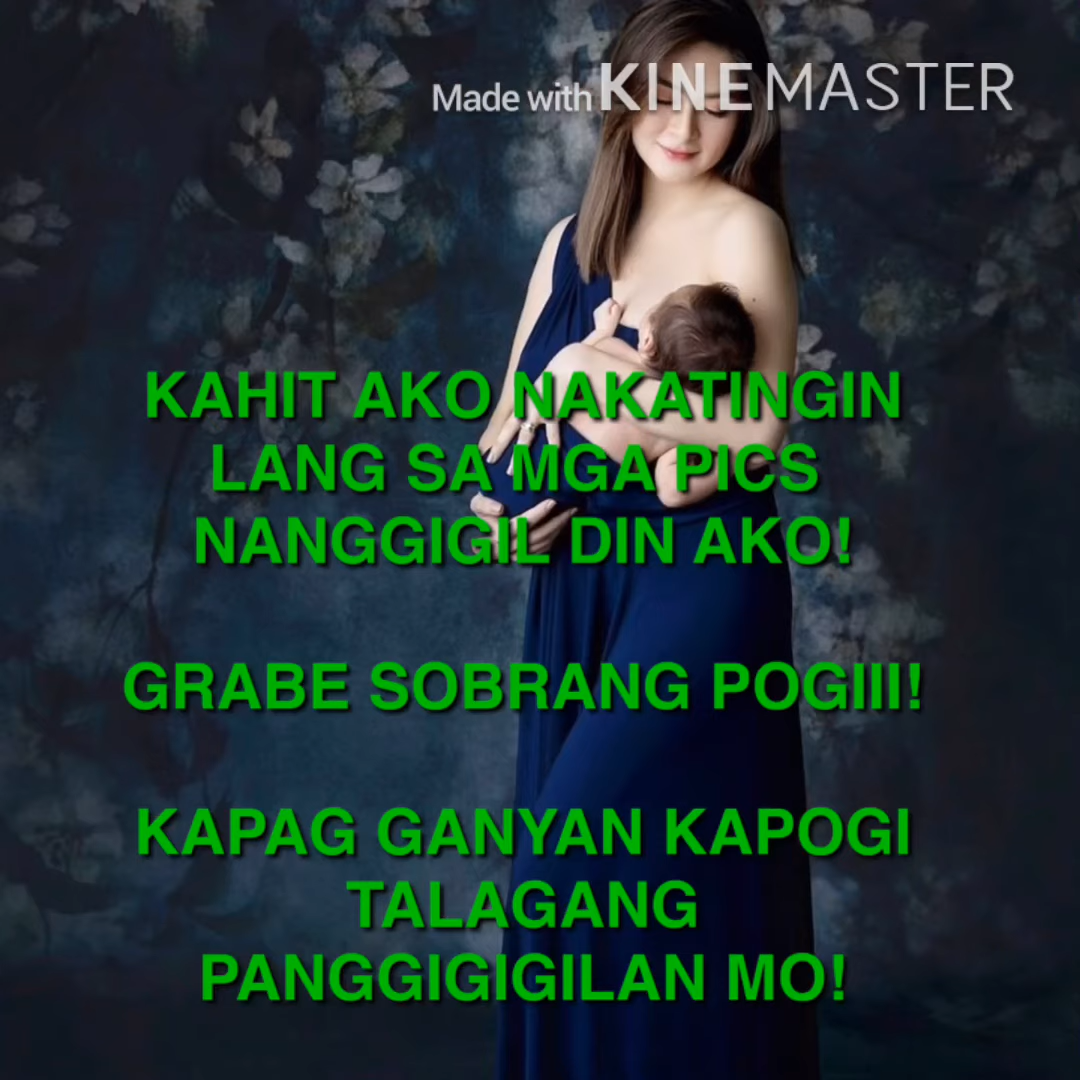 Made with KINEMASTER
KAHIT AKO NAKATINGIN
LANG SA MGA PICS
NANGGIGIL DIN AKO!
GRABE SOBRANG POGIII!
KAPAG GANYAN KAPOGI
TALAGANG
PANGGIGIGILAN MO!